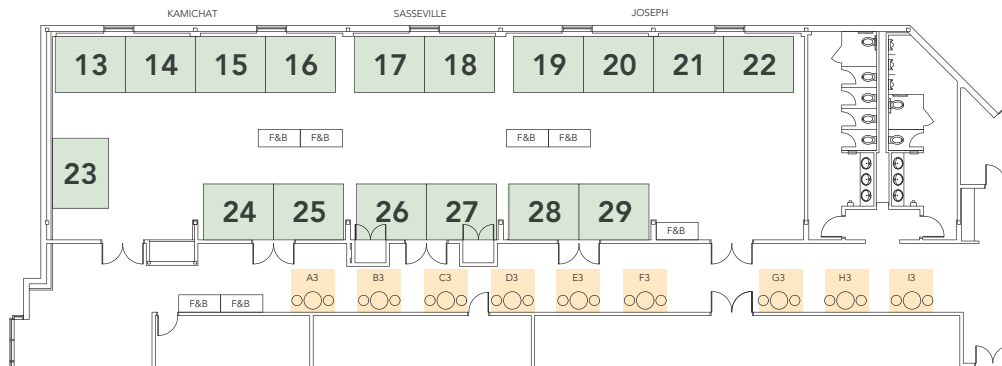 KAMICHAT SASSEVILLE JOSEPH
13 14 15 16 17 18 19 20 21 22
F&B F&B F&B F&B
23
24 25 26 27 28 29
F&B
A3 B3 C3 D3 E3 F3 G3 H3 I3
F&B F&B